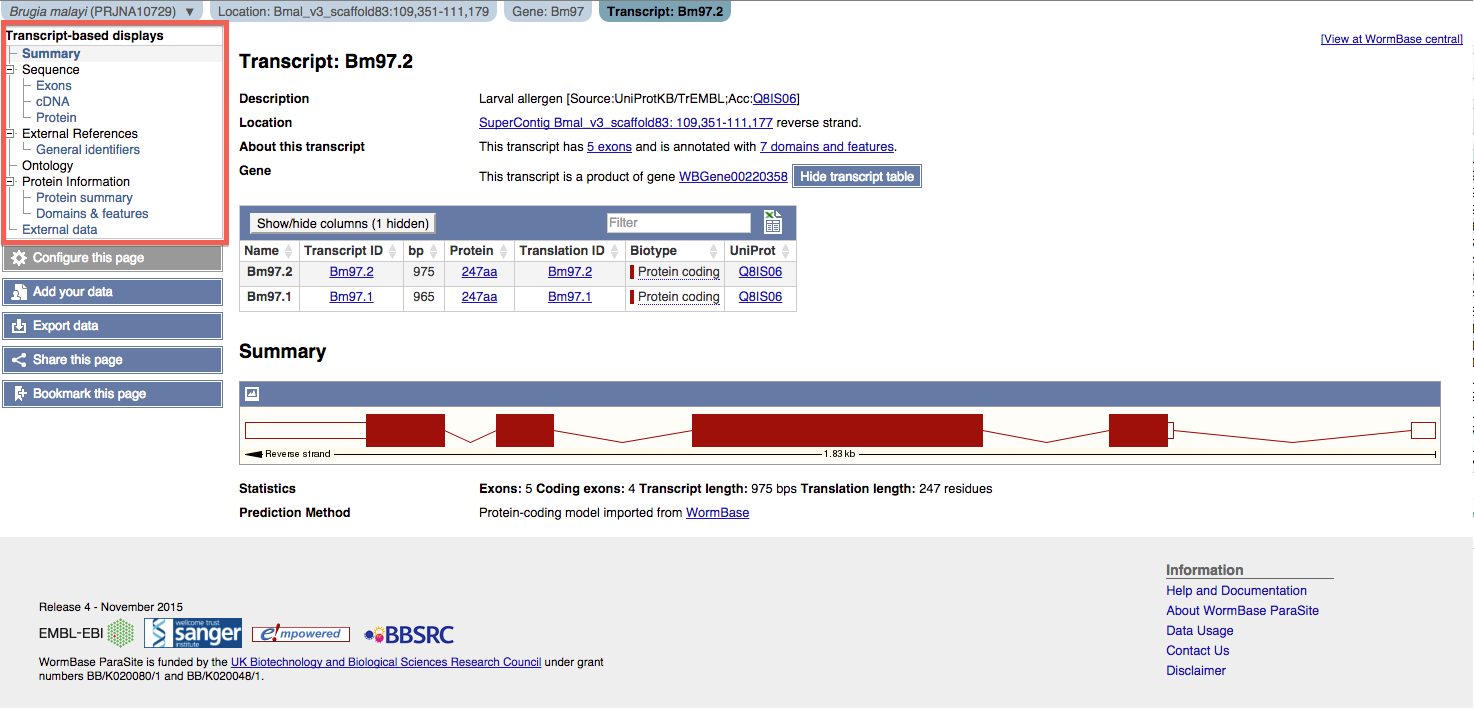 Brugia malayi (PRJNA10729) ▼ Location: Bmal_v3_scaffold83:109,351-111,179 Gene: Bm97 Transcript: Bm97.2
[View at WormBase central]
Transcript-based displays
Summary
Sequence
Exons
cDNA
Protein
External References
General identifiers
Ontology
Protein Information
Protein summary
Domains & features
External data
Configure this page
Add your data
Export data
Share this page
Bookmark this page
Transcript: Bm97.2
Description Larval allergen [Source:UniProtKB/TrEMBL;Acc:Q8IS06]
Location SuperContig Bmal_v3_scaffold83: 109,351-111,177 reverse strand.
About this transcript This transcript has 5 exons and is annotated with 7 domains and features.
Gene This transcript is a product of gene WBGene00220358 Hide transcript table
Show/hide columns (1 hidden) Filter
Name Transcript ID bp Protein Translation ID Biotype UniProt
Bm97.2 Bm97.2 975 247aa Bm97.2 Protein coding Q8IS06
Bm97.1 Bm97.1 965 247aa Bm97.1 Protein coding Q8IS06
Summary
Reverse strand 1.83 kb
Statistics Exons: 5 Coding exons: 4 Transcript length: 975 bps Translation length: 247 residues
Prediction Method Protein-coding model imported from WormBase
Release 4 - November 2015
EMBL-EBI wellcome trust sanger institute e!mpowered BBSRC
WormBase ParaSite is funded by the UK Biotechnology and Biological Sciences Research Council under grant
numbers BB/K020080/1 and BB/K020048/1.
Information
Help and Documentation
About WormBase ParaSite
Data Usage
Contact Us
Disclaimer